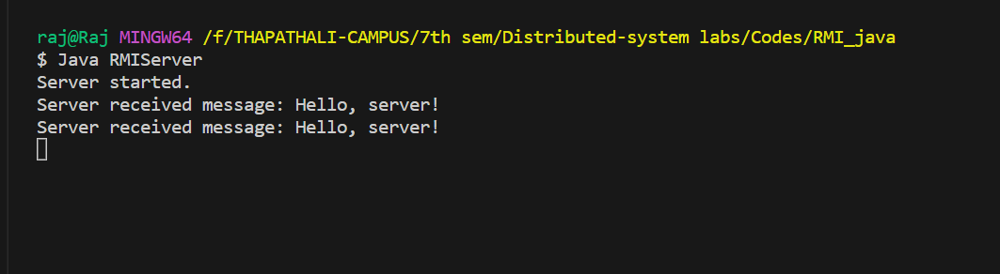 raj@Raj MINGW64 /f/THAPATHALI-CAMPUS/7th sem/Distributed-system labs/Codes/RMI_java
$ Java RMIServer
Server started.
Server received message: Hello, server!
Server received message: Hello, server!